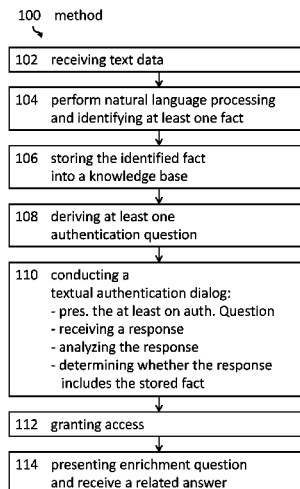 100 method
102 receiving text data
104 perform natural language processing
and identifying at least one fact
106 storing the identified fact
into a knowledge base
108 deriving at least one
authentication question
110 conducting a
textual authentication dialog:
- pres. the at least on auth. Question
- receiving a response
- analyzing the response
- determining whether the response
includes the stored fact
112 granting access
114 presenting enrichment question
and receive a related answer